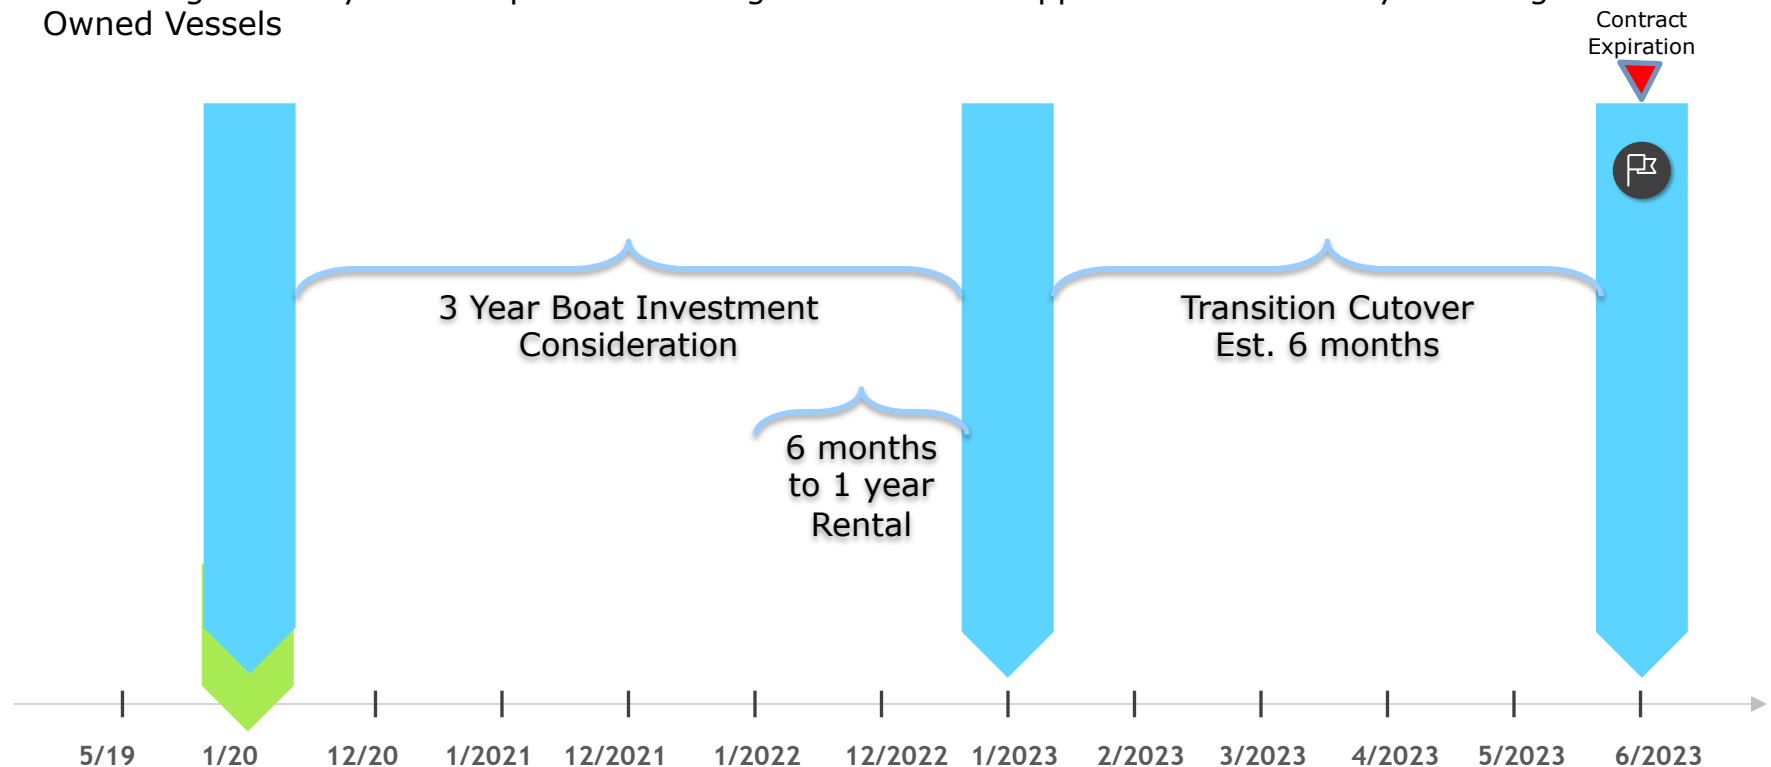 Owned Vessels
Contract
Expiration
3 Year Boat Investment
Consideration
Transition Cutover
Est. 6 months
6 months
to 1 year
Rental
5/19 1/20 12/20 1/2021 12/2021 1/2022 12/2022 1/2023 2/2023 3/2023 4/2023 5/2023 6/2023